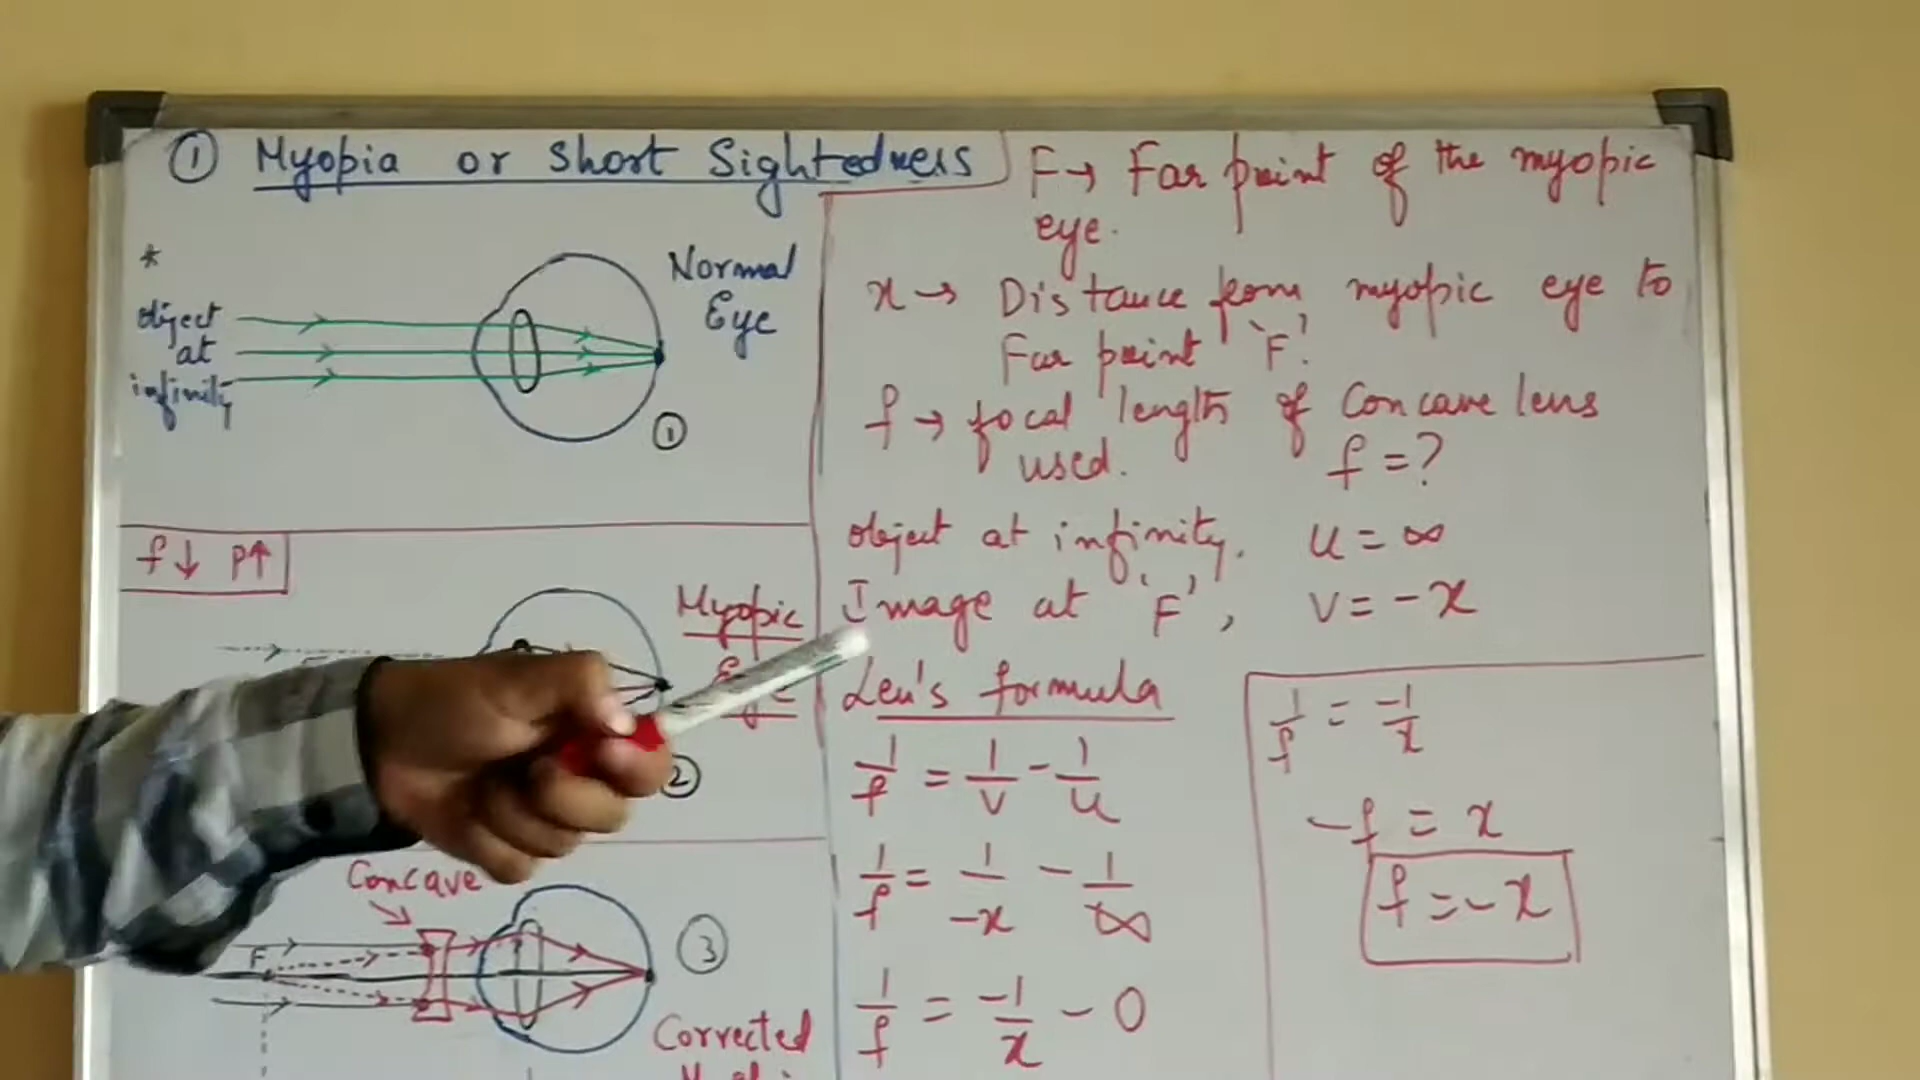 ① Myopia or Short Sightedness
*
object
at
infinity
Normal
Eye
①
f↓ P↑
Myopic
②
Concave
F
③
Corrected
F→ Far point of the myopic
eye.
x→ Distance from myopic eye to
Far point 'F'.
f→ focal length of Concave lens
used. f=?
object at infinity, u=∞
Image at 'F', v=-x
Len's formula
1/f = 1/v - 1/u
1/f = 1/-x - 1/∞
1/f = -1/x - 0
1/f = -1/x
-f = x
f = -x